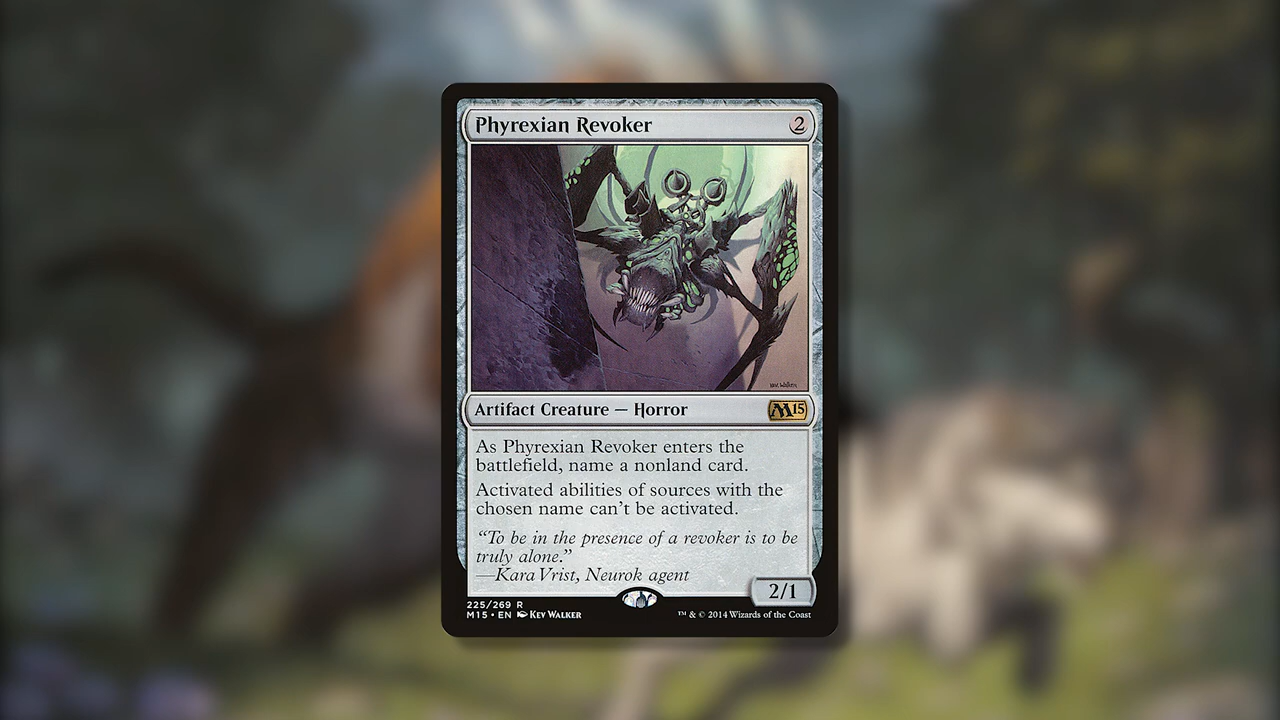 Phyrexian Revoker 2
Artifact Creature — Horror M15
As Phyrexian Revoker enters the
battlefield, name a nonland card.
Activated abilities of sources with the
chosen name can't be activated.
“To be in the presence of a revoker is to be
truly alone.”
—Kara Vrist, Neurok agent
2/1
225/269 R
M15 • EN Kev Walker ™ & © 2014 Wizards of the Coast